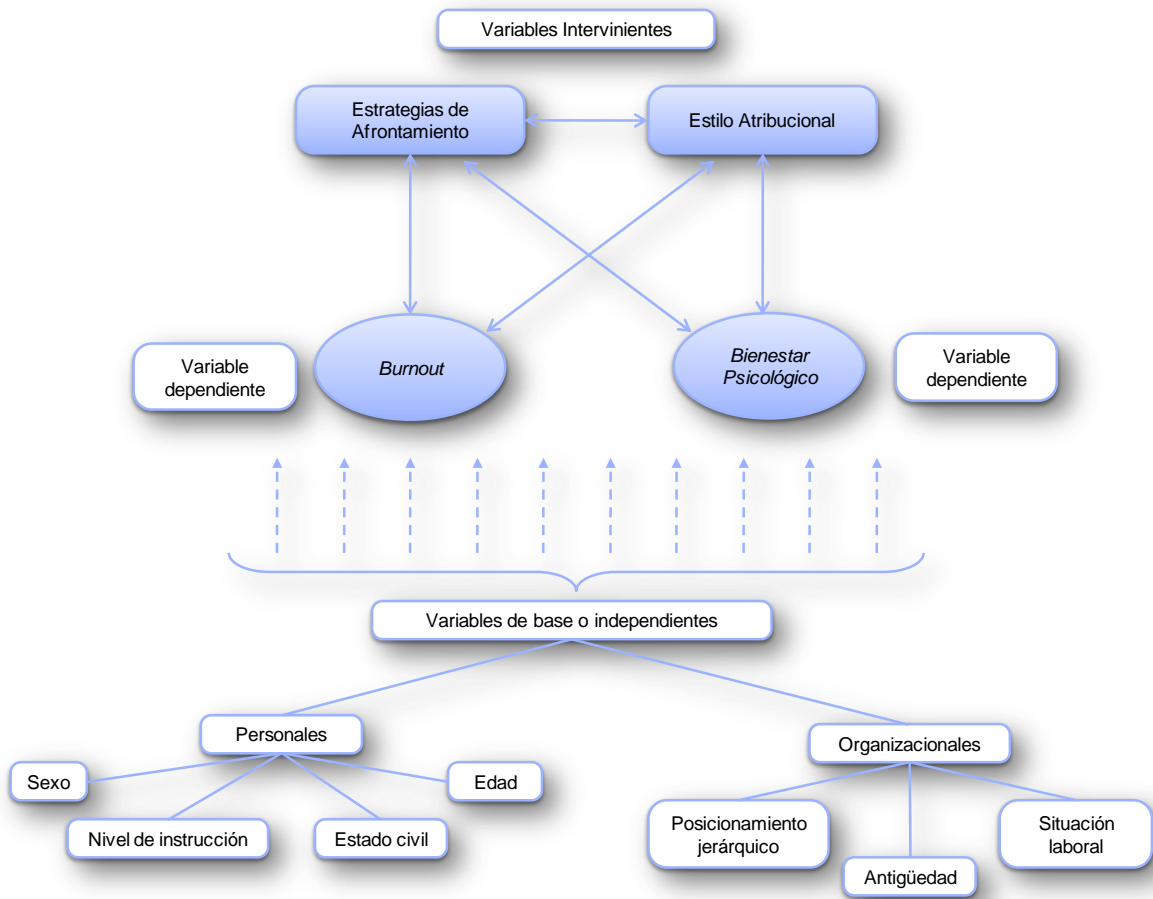 Variables Intervinientes
Estrategias de
Afrontamiento
Estilo Atribucional
Variable
dependiente
Burnout
Bienestar
Psicológico
Variable
dependiente
Variables de base o independientes
Personales
Organizacionales
Sexo
Edad
Nivel de instrucción
Estado civil
Posicionamiento
jerárquico
Antigüedad
Situación
laboral